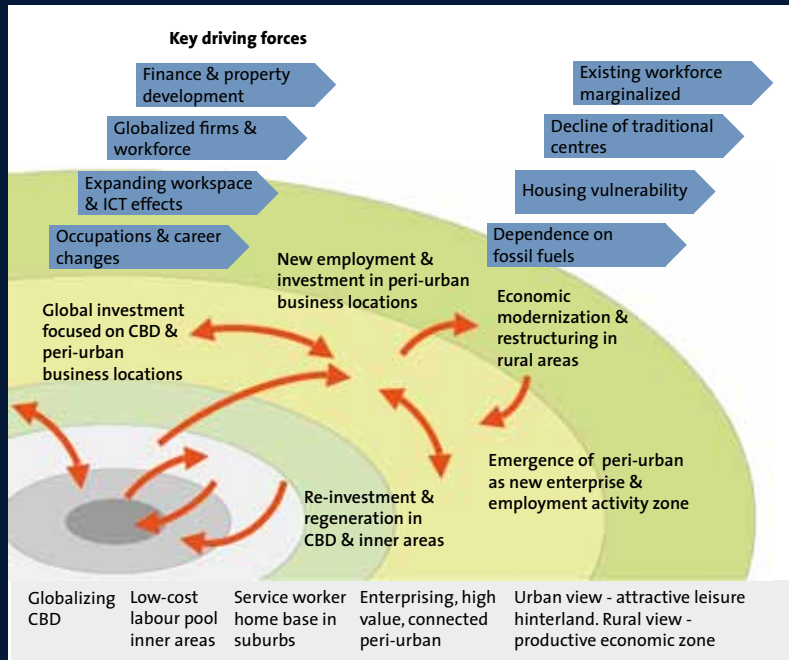 Key driving forces
Finance & property
development
Globalized firms &
workforce
Expanding workspace
& ICT effects
Occupations & career
changes
Existing workforce
marginalized
Decline of traditional
centres
Housing vulnerability
Dependence on
fossil fuels
Global investment
focused on CBD &
peri-urban
business locations
New employment &
investment in peri-urban
business locations
Economic
modernization &
restructuring in
rural areas
Re-investment &
regeneration in
CBD & inner areas
Emergence of peri-urban
as new enterprise &
employment activity zone
Globalizing
CBD
Low-cost
labour pool
inner areas
Service worker
home base in
suburbs
Enterprising, high
value, connected
peri-urban
Urban view - attractive leisure
hinterland. Rural view -
productive economic zone